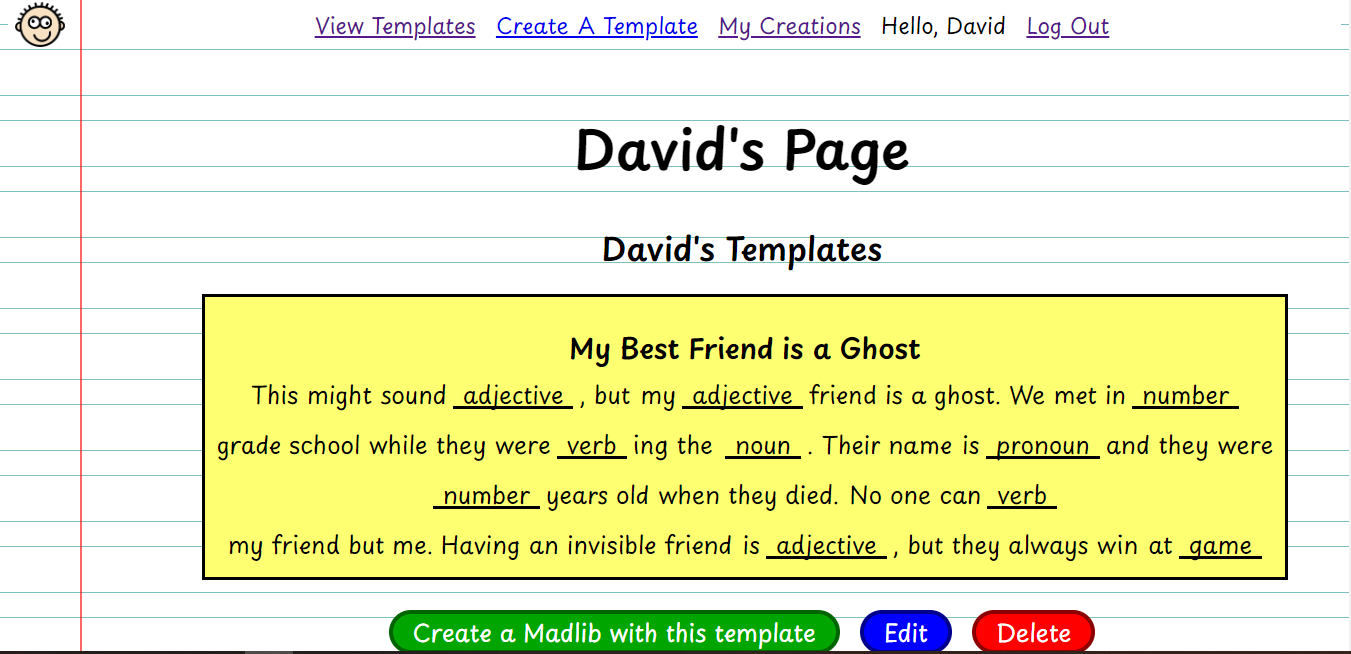 View Templates Create A Template My Creations Hello, David Log Out
David's Page
David's Templates
My Best Friend is a Ghost
This might sound adjective , but my adjective friend is a ghost. We met in number
grade school while they were verb ing the noun . Their name is pronoun and they were
number years old when they died. No one can verb
my friend but me. Having an invisible friend is adjective , but they always win at game
Create a Madlib with this template Edit Delete